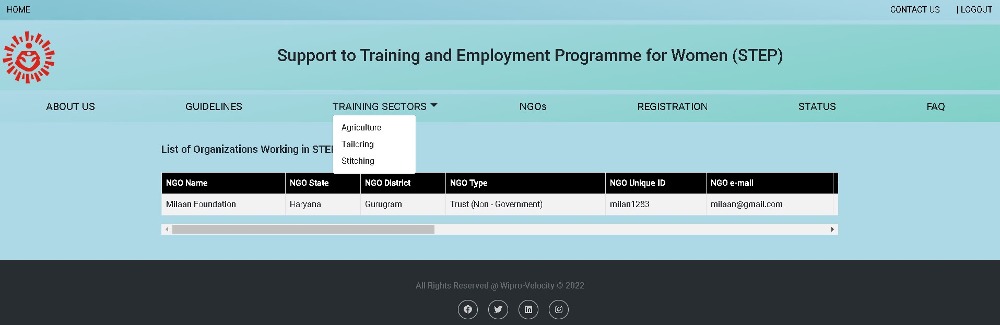 HOME CONTACT US | LOGOUT
Support to Training and Employment Programme for Women (STEP)
ABOUT US GUIDELINES TRAINING SECTORS NGOs REGISTRATION STATUS FAQ
Agriculture
Tailoring
Stitching
List of Organizations Working in STEP
NGO Name NGO State NGO District NGO Type NGO Unique ID NGO e-mail
Milaan Foundation Haryana Gurugram Trust (Non - Government) milan1283 milaan@gmail.com
All Rights Reserved @ Wipro-Velocity © 2022